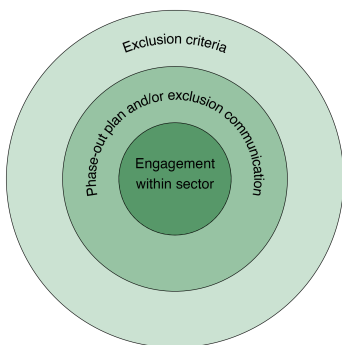 Exclusion criteria
Phase-out plan and/or exclusion communication
Engagement
within sector